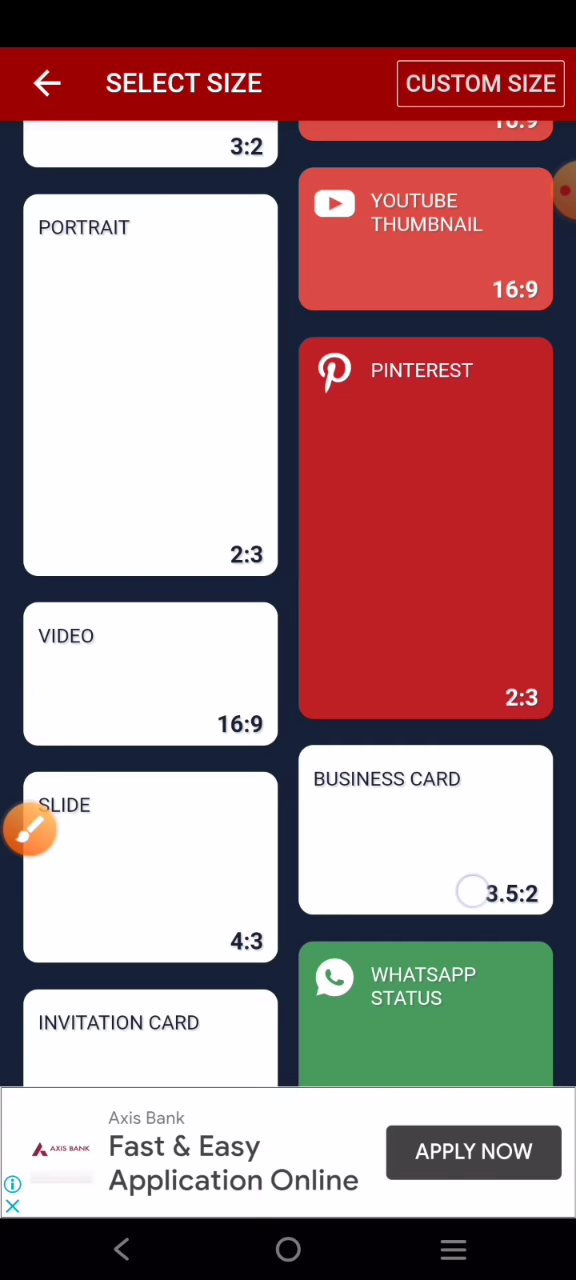 SELECT SIZE
CUSTOM SIZE
3:2
16:9
PORTRAIT
2:3
VIDEO
16:9
SLIDE
4:3
INVITATION CARD
YOUTUBE
THUMBNAIL
16:9
PINTEREST
2:3
BUSINESS CARD
3.5:2
WHATSAPP
STATUS
AXIS BANK
Axis Bank
Fast & Easy
Application Online
APPLY NOW